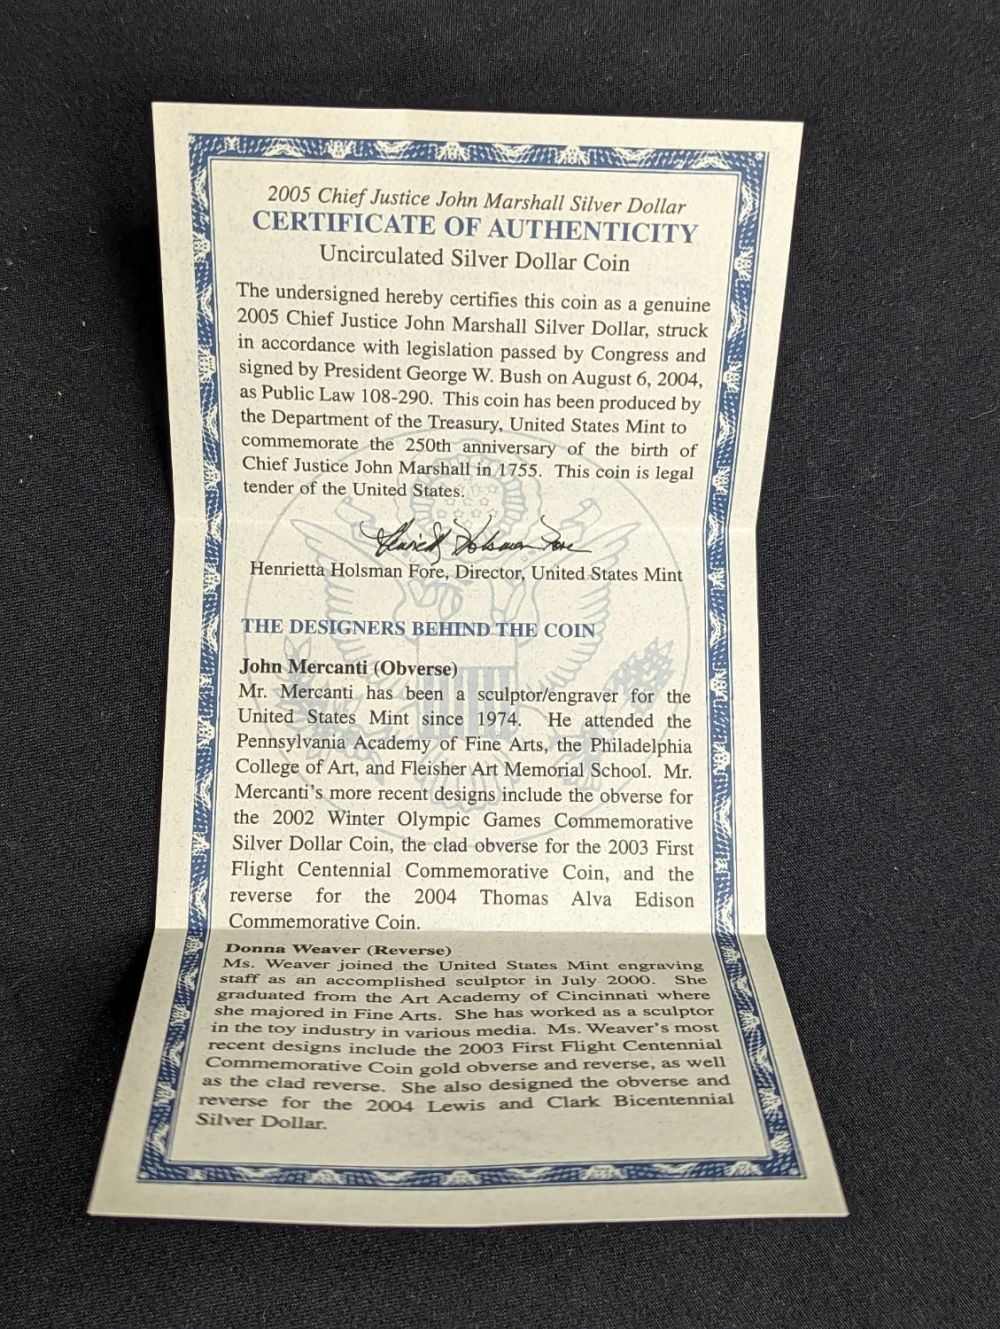 2005 Chief Justice John Marshall Silver Dollar
CERTIFICATE OF AUTHENTICITY
Uncirculated Silver Dollar Coin
The undersigned hereby certifies this coin as a genuine
2005 Chief Justice John Marshall Silver Dollar, struck
in accordance with legislation passed by Congress and
signed by President George W. Bush on August 6, 2004,
as Public Law 108-290. This coin has been produced by
the Department of the Treasury, United States Mint to
commemorate the 250th anniversary of the birth of
Chief Justice John Marshall in 1755. This coin is legal
tender of the United States.
Henrietta Holsman Fore
Henrietta Holsman Fore, Director, United States Mint
THE DESIGNERS BEHIND THE COIN
John Mercanti (Obverse)
Mr. Mercanti has been a sculptor/engraver for the
United States Mint since 1974. He attended the
Pennsylvania Academy of Fine Arts, the Philadelphia
College of Art, and Fleisher Art Memorial School. Mr.
Mercanti's more recent designs include the obverse for
the 2002 Winter Olympic Games Commemorative
Silver Dollar Coin, the clad obverse for the 2003 First
Flight Centennial Commemorative Coin, and the
reverse for the 2004 Thomas Alva Edison
Commemorative Coin.
Donna Weaver (Reverse)
Ms. Weaver joined the United States Mint engraving
staff as an accomplished sculptor in July 2000. She
graduated from the Art Academy of Cincinnati where
she majored in Fine Arts. She has worked as a sculptor
in the toy industry in various media. Ms. Weaver's most
recent designs include the 2003 First Flight Centennial
Commemorative Coin gold obverse and reverse, as well
as the clad reverse. She also designed the obverse and
reverse for the 2004 Lewis and Clark Bicentennial
Silver Dollar.